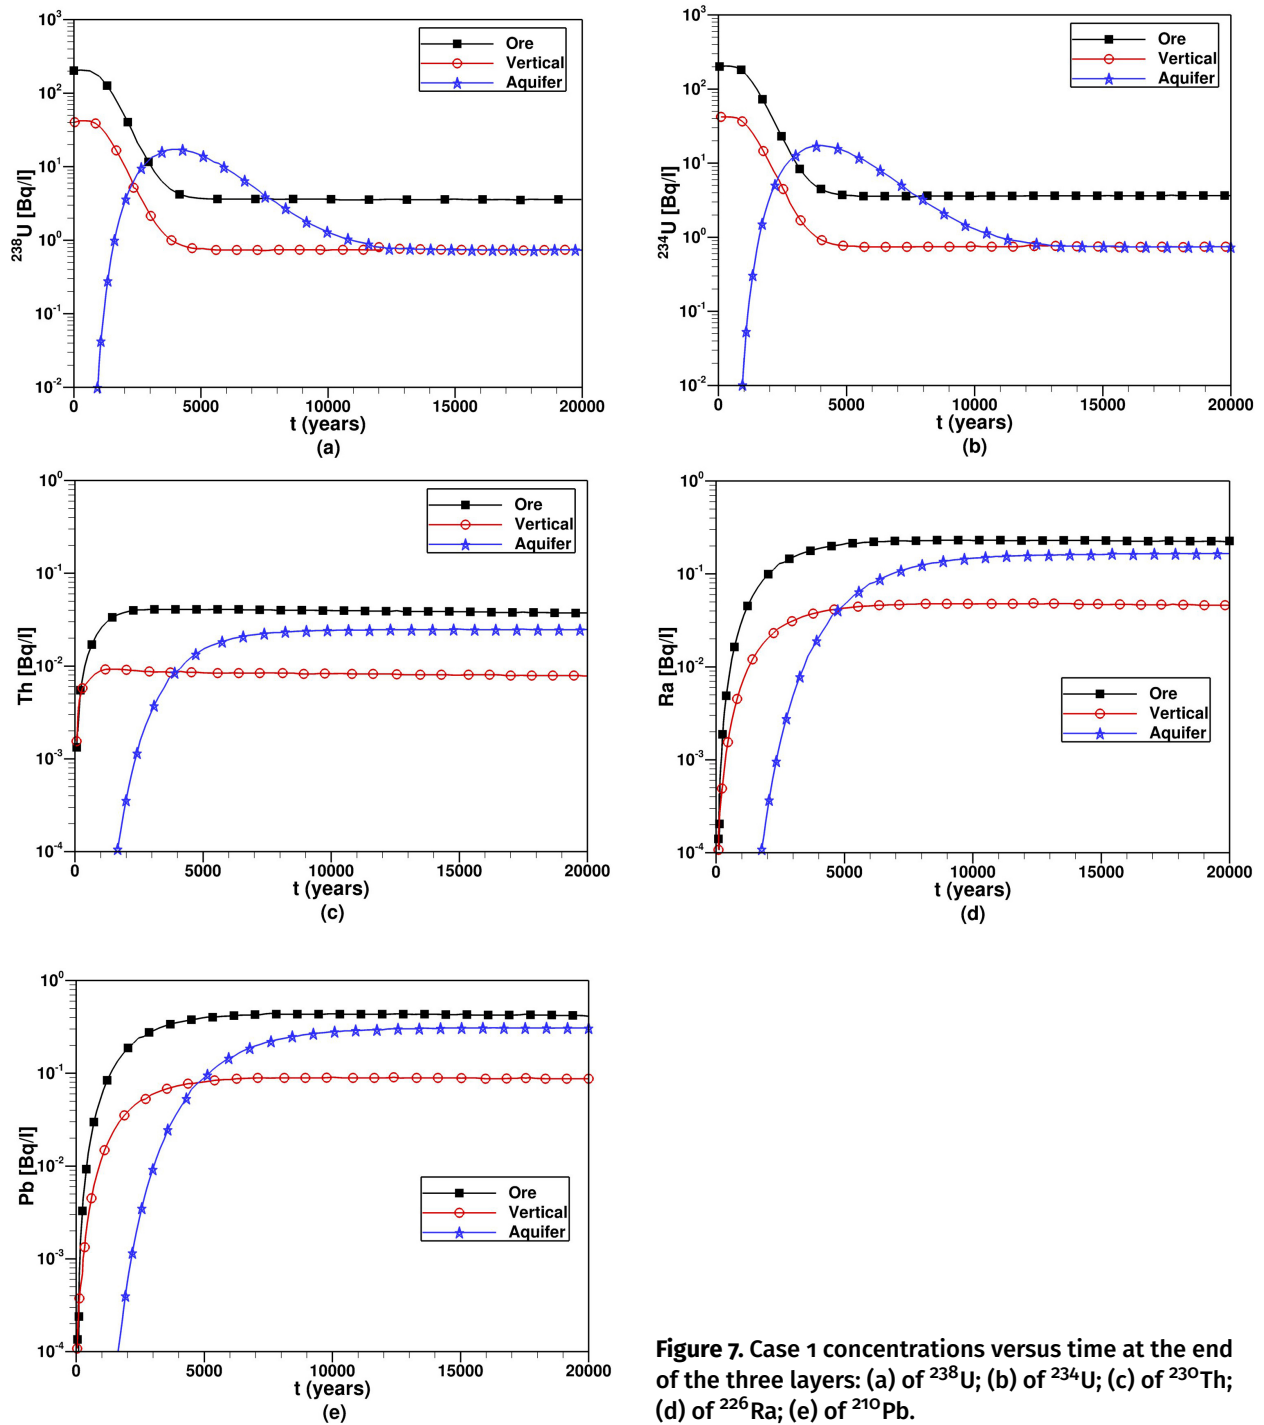 10³
10²
10¹
10⁰
10⁻¹
10⁻²
²³⁸U [Bq/l]
Ore
Vertical
Aquifer
0 5000 10000 15000 20000
t (years)
(a)
10³
10²
10¹
10⁰
10⁻¹
10⁻²
²³⁴U [Bq/l]
Ore
Vertical
Aquifer
0 5000 10000 15000 20000
t (years)
(b)
10⁰
10⁻¹
10⁻²
10⁻³
10⁻⁴
Th [Bq/l]
Ore
Vertical
Aquifer
0 5000 10000 15000 20000
t (years)
(c)
10⁰
10⁻¹
10⁻²
10⁻³
10⁻⁴
Ra [Bq/l]
Ore
Vertical
Aquifer
0 5000 10000 15000 20000
t (years)
(d)
10⁰
10⁻¹
10⁻²
10⁻³
10⁻⁴
Pb [Bq/l]
Ore
Vertical
Aquifer
0 5000 10000 15000 20000
t (years)
(e)
Figure 7. Case 1 concentrations versus time at the end
of the three layers: (a) of ²³⁸U; (b) of ²³⁴U; (c) of ²³⁰Th;
(d) of ²²⁶Ra; (e) of ²¹⁰Pb.